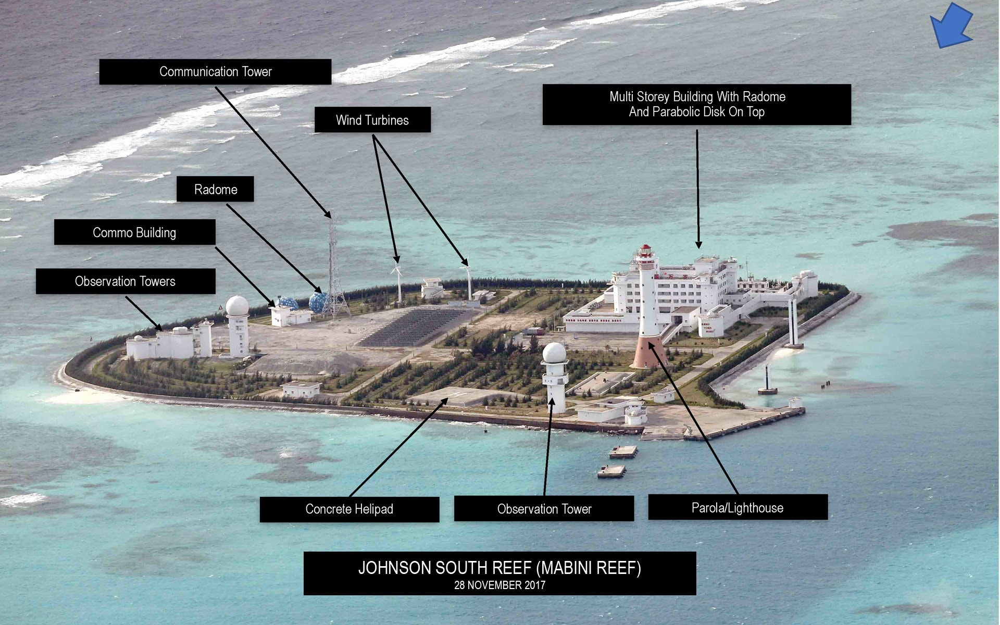 Communication Tower
Multi Storey Building With Radome
And Parabolic Disk On Top
Wind Turbines
Radome
Commo Building
Observation Towers
Concrete Helipad
Observation Tower
Parola/Lighthouse
JOHNSON SOUTH REEF (MABINI REEF)
28 NOVEMBER 2017